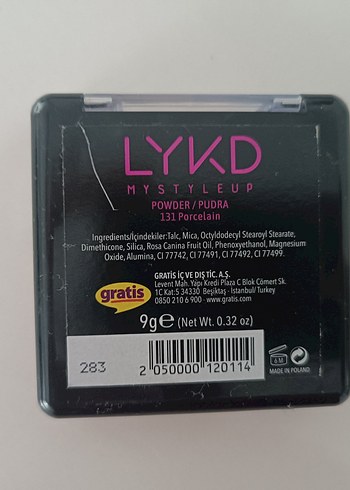 LYKD
MYSTYLEUP
POWDER / PUDRA
131 Porcelain
Ingredients/İçindekiler:Talc, Mica, Octyldodecyl Stearoyl Stearate,
Dimethicone, Silica, Rosa Canina Fruit Oil, Phenoxyethanol, Magnesium
Oxide, Alumina, CI 77742, CI 77491, CI 77492, CI 77499.
GRATİS İÇ VE DIŞ TİC. A.Ş.
Levent Mah. Yapı Kredi Plaza C Blok Cömert Sk.
1C Kat:5 34330 Beşiktaş - İstanbul/ Turkey
0850 210 6 900 - www.gratis.com
gratis
9g℮ (Net Wt. 0.32 oz)
283
2 050000 120114
6 M
MADE IN POLAND